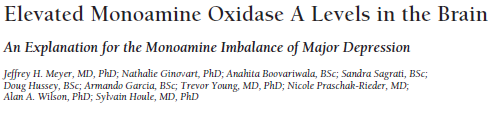 Elevated Monoamine Oxidase A Levels in the Brain
An Explanation for the Monoamine Imbalance of Major Depression
Jeffrey H. Meyer, MD, PhD; Nathalie Ginovart, PhD; Anahita Boovariwala, BSc; Sandra Sagrati, BSc;
Doug Hussey, BSc; Armando Garcia, BSc; Trevor Young, MD, PhD; Nicole Praschak-Rieder, MD;
Alan A. Wilson, PhD; Sylvain Houle, MD, PhD